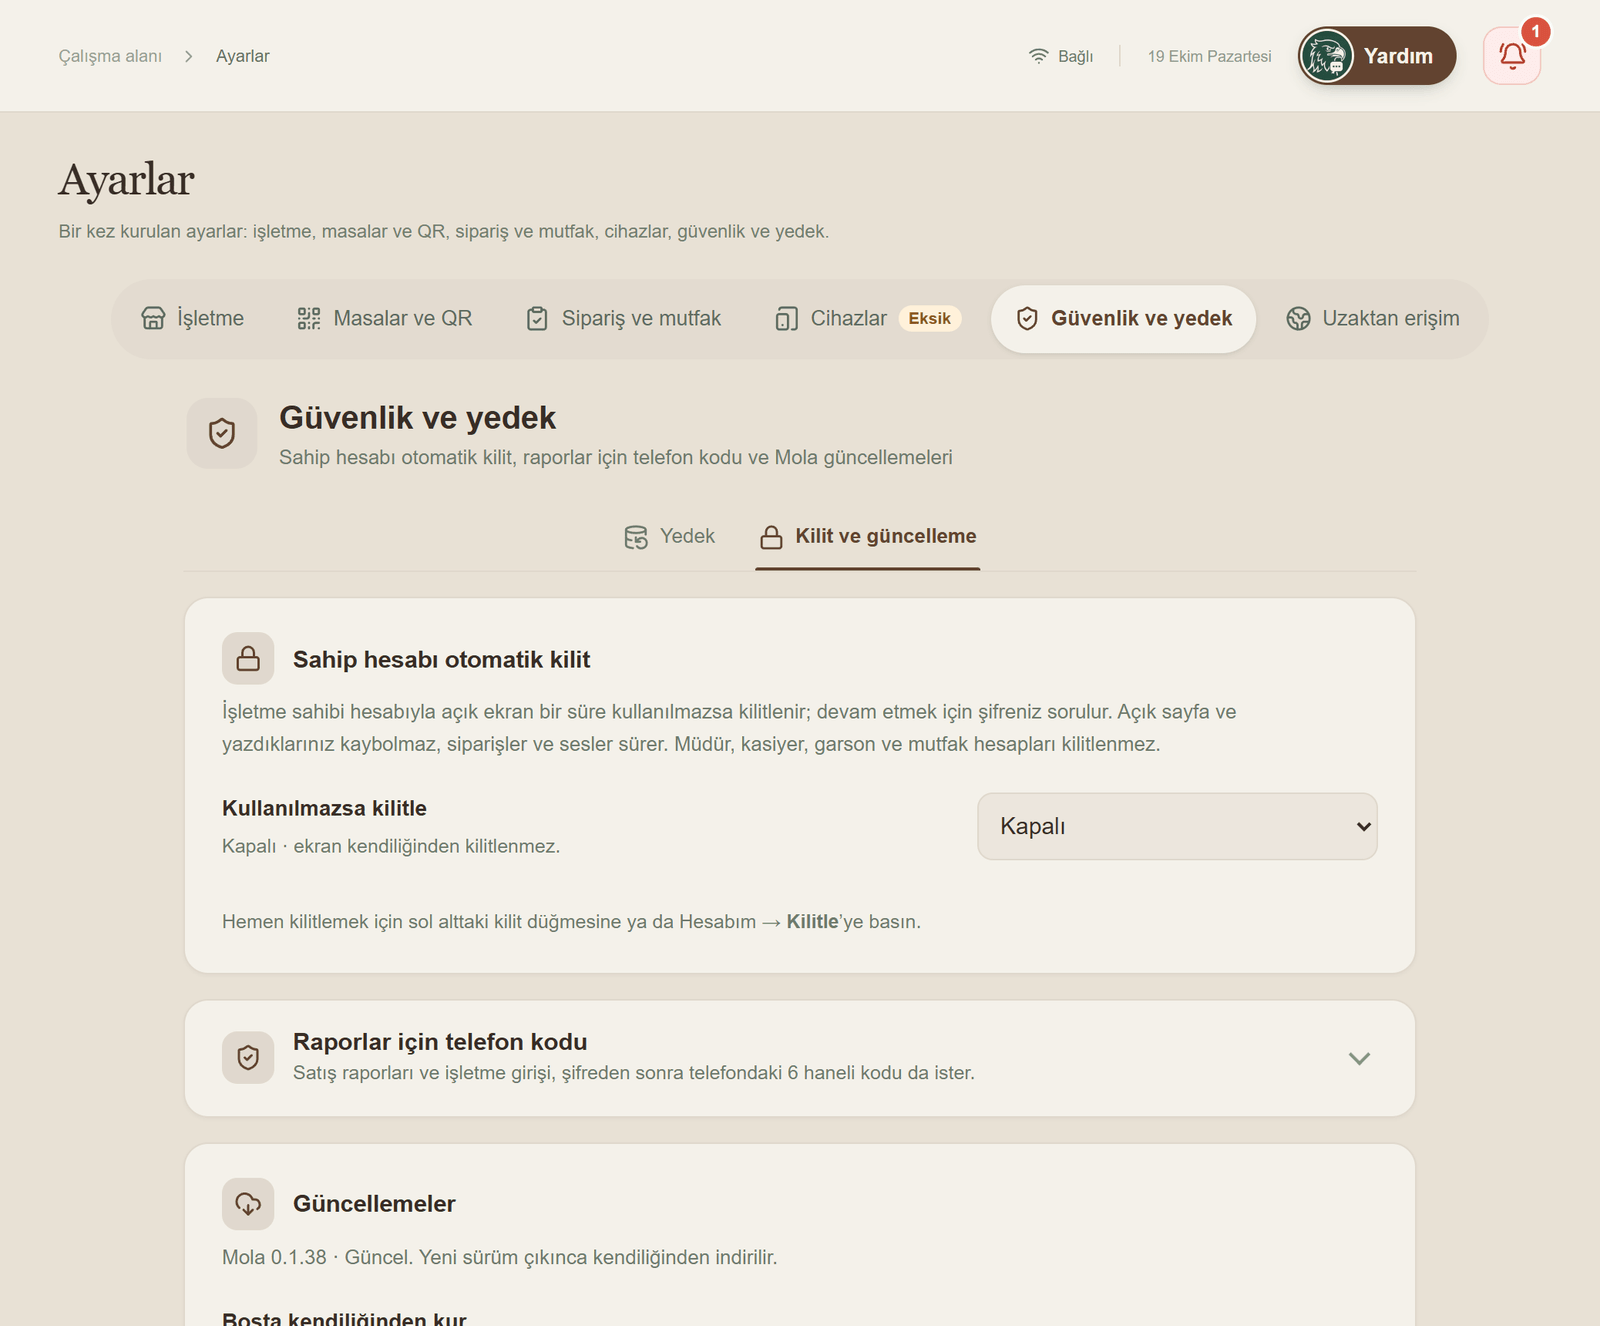 Çalışma alanı > Ayarlar
Bağlı
19 Ekim Pazartesi
Yardım
1
Ayarlar
Bir kez kurulan ayarlar: işletme, masalar ve QR, sipariş ve mutfak, cihazlar, güvenlik ve yedek.
İşletme
Masalar ve QR
Sipariş ve mutfak
Cihazlar Eksik
Güvenlik ve yedek
Uzaktan erişim
Güvenlik ve yedek
Sahip hesabı otomatik kilit, raporlar için telefon kodu ve Mola güncellemeleri
Yedek
Kilit ve güncelleme
Sahip hesabı otomatik kilit
İşletme sahibi hesabıyla açık ekran bir süre kullanılmazsa kilitlenir; devam etmek için şifreniz sorulur. Açık sayfa ve
yazdıklarınız kaybolmaz, siparişler ve sesler sürer. Müdür, kasiyer, garson ve mutfak hesapları kilitlenmez.
Kullanılmazsa kilitle
Kapalı · ekran kendiliğinden kilitlenmez.
Kapalı
Hemen kilitlemek için sol alttaki kilit düğmesine ya da Hesabım → Kilitle’ye basın.
Raporlar için telefon kodu
Satış raporları ve işletme girişi, şifreden sonra telefondaki 6 haneli kodu da ister.
Güncellemeler
Mola 0.1.38 · Güncel. Yeni sürüm çıkınca kendiliğinden indirilir.
Boşta kendiliğinden kur